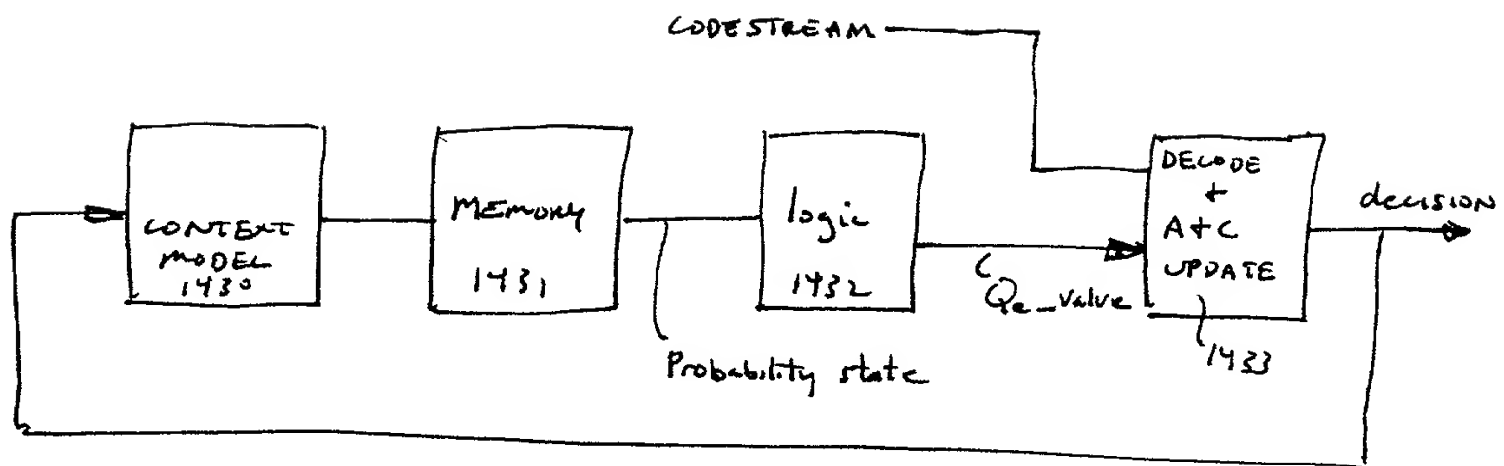 CODESTREAM
CONTEXT
MODEL
1430
MEMORY
1431
logic
1432
DECODE
+
A+C
UPDATE
1433
decision
Qe_value
Probability state